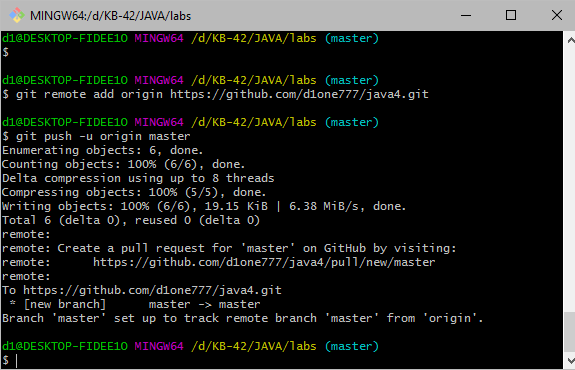 MINGW64:/d/KB-42/JAVA/labs
d1@DESKTOP-FIDEE1O MINGW64 /d/KB-42/JAVA/labs (master)
$
d1@DESKTOP-FIDEE1O MINGW64 /d/KB-42/JAVA/labs (master)
$ git remote add origin https://github.com/d1one777/java4.git
d1@DESKTOP-FIDEE1O MINGW64 /d/KB-42/JAVA/labs (master)
$ git push -u origin master
Enumerating objects: 6, done.
Counting objects: 100% (6/6), done.
Delta compression using up to 8 threads
Compressing objects: 100% (5/5), done.
Writing objects: 100% (6/6), 19.15 KiB | 6.38 MiB/s, done.
Total 6 (delta 0), reused 0 (delta 0)
remote:
remote: Create a pull request for 'master' on GitHub by visiting:
remote:      https://github.com/d1one777/java4/pull/new/master
remote:
To https://github.com/d1one777/java4.git
 * [new branch]      master -> master
Branch 'master' set up to track remote branch 'master' from 'origin'.
d1@DESKTOP-FIDEE1O MINGW64 /d/KB-42/JAVA/labs (master)
$